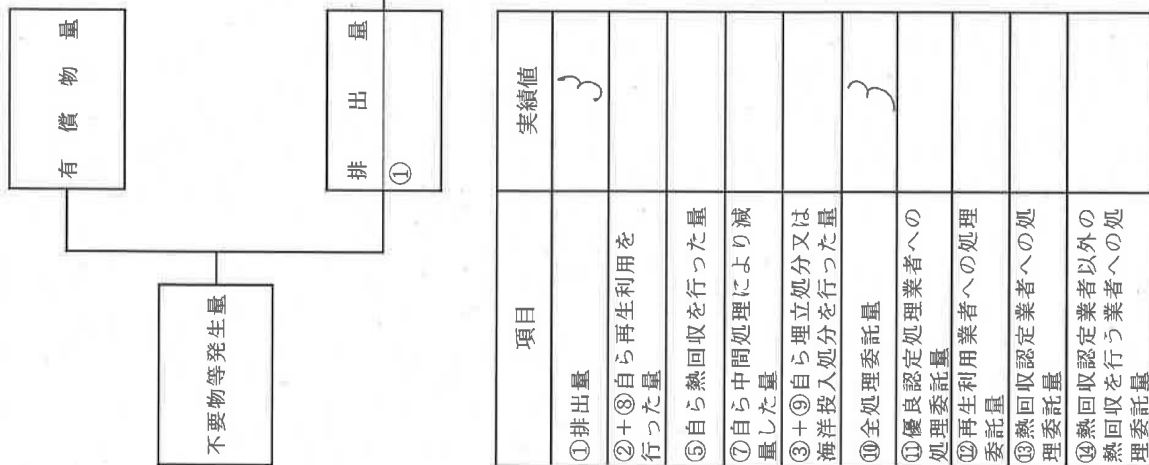 有償物量
不要物等発生量
排出量
①
項目
実績値
①排出量
3
②+⑧自ら再生利用を
行った量
⑤自ら熱回収を行った量
⑦自ら中間処理により減
量した量
③+⑨自ら埋立処分又は
海洋投入処分を行った量
⑩全処理委託量
3
⑪優良認定処理業者への
処理委託量
⑫再生利用業者への処理
委託量
⑬熱回収認定業者への処
理委託量
⑭熱回収認定業者以外の
熱回収を行う業者への処
理委託量